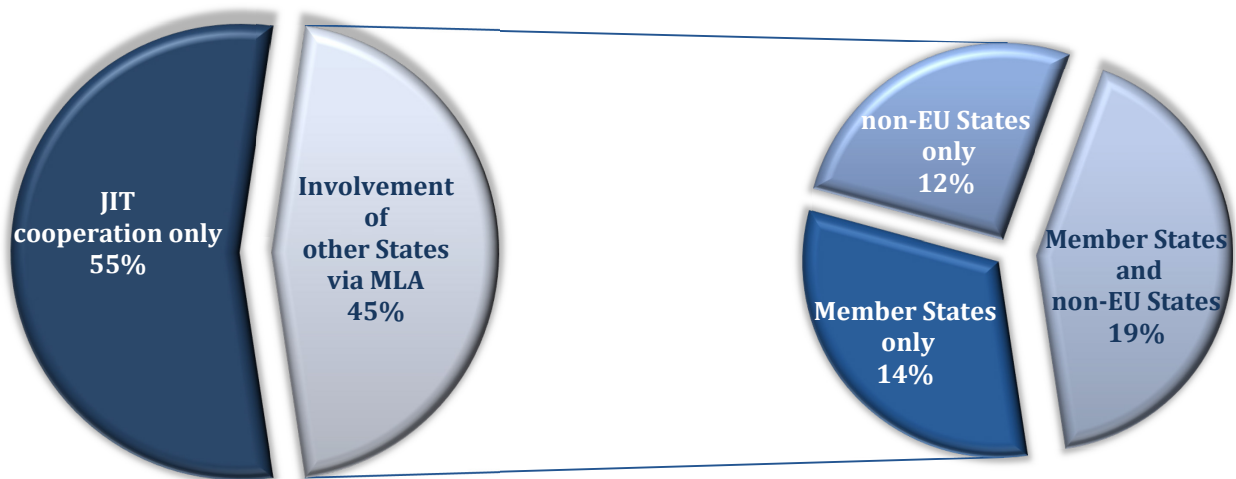 JIT
cooperation only
55%
Involvement
of
other States
via MLA
45%
non-EU States
only
12%
Member States
only
14%
Member States
and
non-EU States
19%